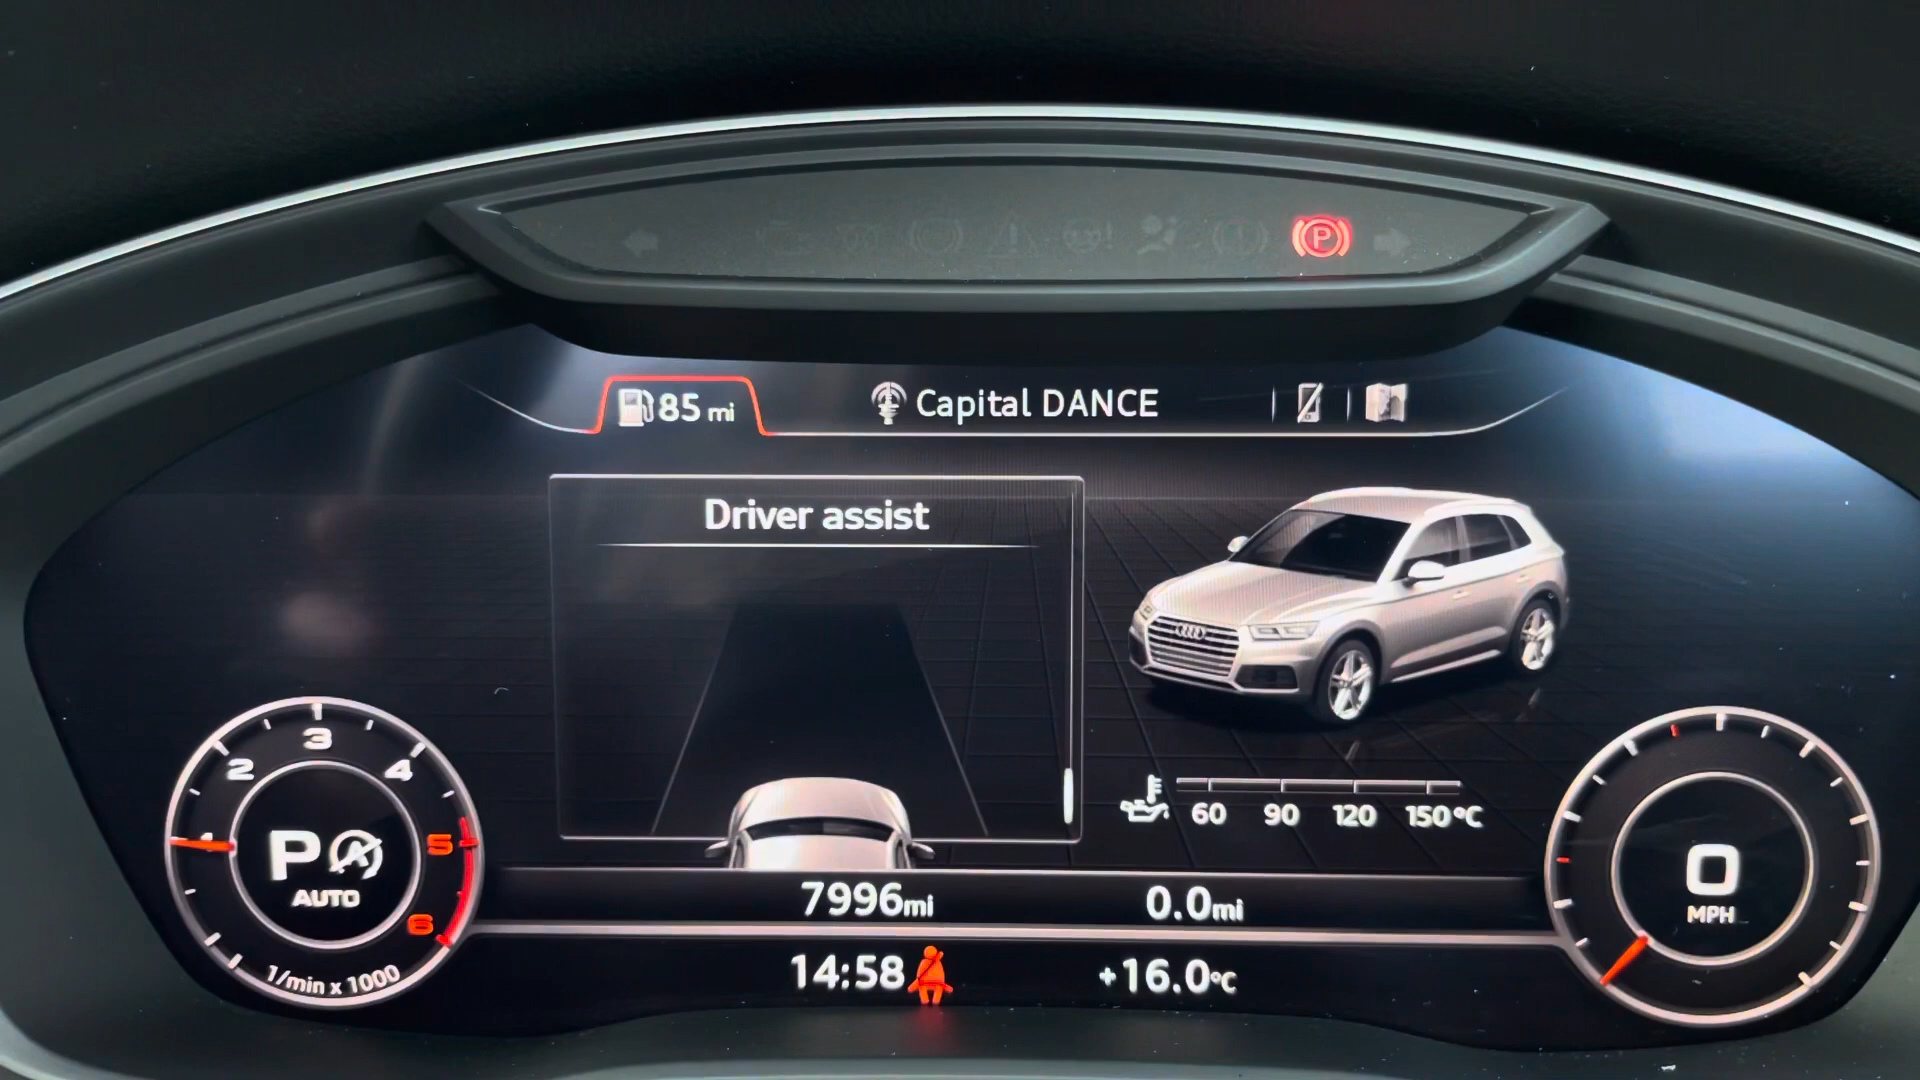 P
85 mi
Capital DANCE
Driver assist
1
2
3
4
5
6
P A
AUTO
1/min x 1000
60 90 120 150°C
0
MPH
7996mi 0.0mi
14:58 +16.0°C